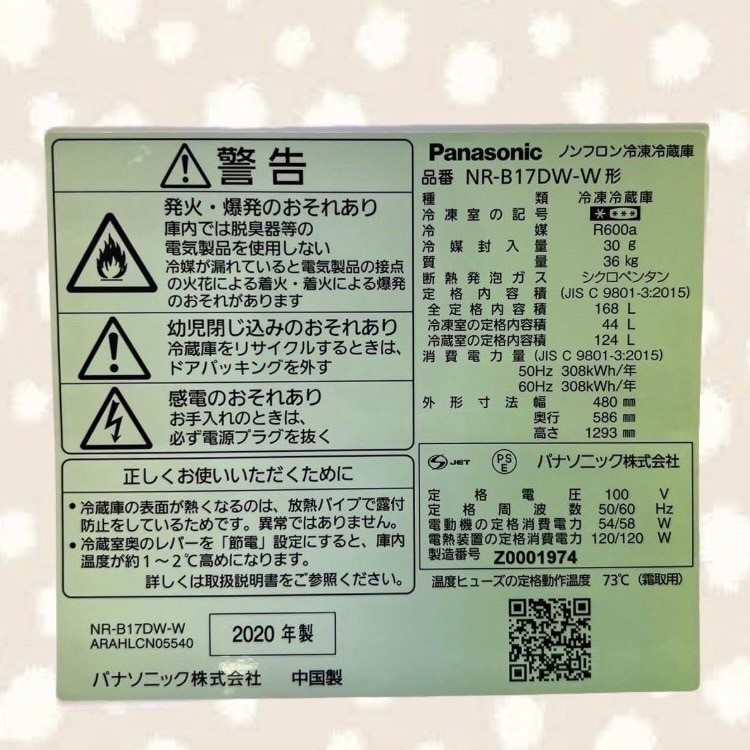 警告
発火・爆発のおそれあり
庫内では脱臭器等の
電気製品を使用しない
冷媒が漏れていると電気製品の接点
の火花による着火・着火による爆発
のおそれがあります
幼児閉じ込みのおそれあり
冷蔵庫をリサイクルするときは、
ドアパッキングを外す
感電のおそれあり
お手入れのときは、
必ず電源プラグを抜く
正しくお使いいただくために
・冷蔵庫の表面が熱くなるのは、放熱パイプで露付
防止をしているためです。異常ではありません。
・冷蔵室奥のレバーを「節電」設定にすると、庫内
温度が約1～2℃高めになります。
詳しくは取扱説明書をご参照ください。
NR-B17DW-W
ARAHLCN05540
2020 年製
パナソニック株式会社 中国製
Panasonic ノンフロン冷凍冷蔵庫
品番 NR-B17DW-W 形
種類 冷凍冷蔵庫
冷凍室の記号
冷媒 R600a
冷媒封入量 30 g
質量 36 kg
断熱発泡ガス シクロペンタン
定格内容積 (JIS C 9801-3:2015)
全定格内容積 168 L
冷凍室の定格内容積 44 L
冷蔵室の定格内容積 124 L
消費電力量 (JIS C 9801-3:2015)
50Hz 308kWh/年
60Hz 308kWh/年
外形寸法 幅 480 mm
奥行 586 mm
高さ 1293 mm
S JET PS E パナソニック株式会社
定格電圧 100 V
定格周波数 50/60 Hz
電動機の定格消費電力 54/58 W
電熱装置の定格消費電力 120/120 W
製造番号 Z0001974
温度ヒューズの定格動作温度 73℃ (霜取用)